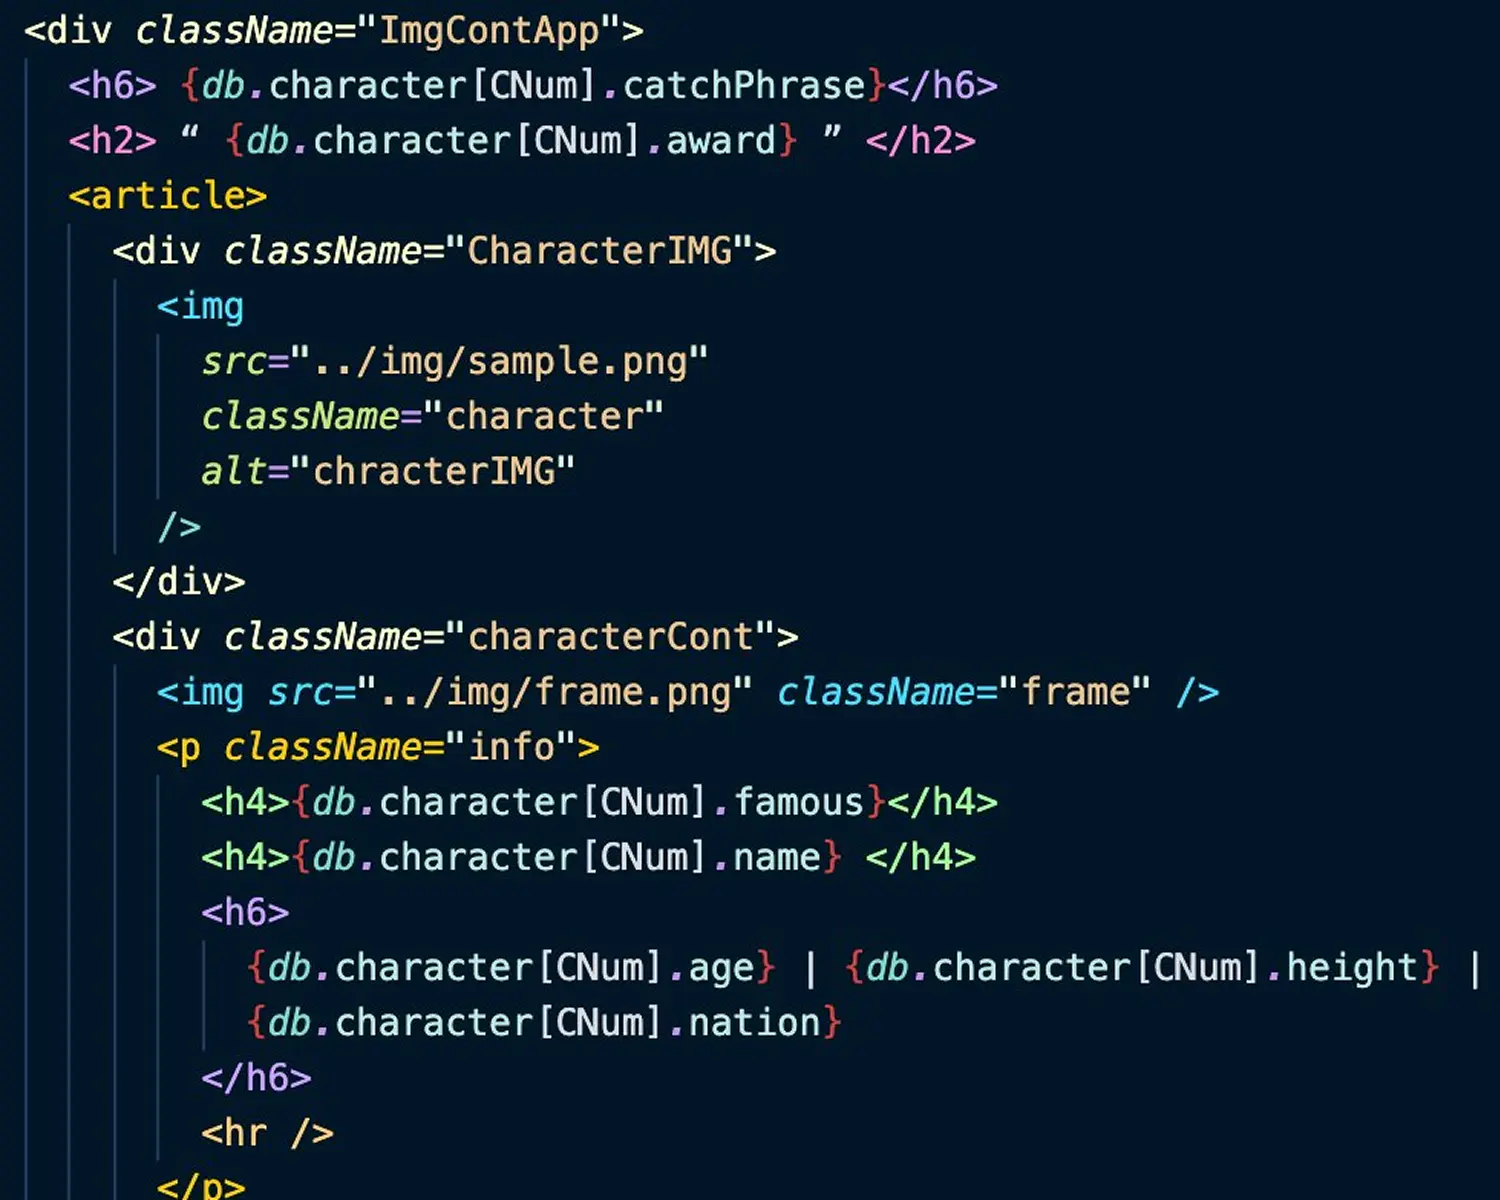 <div className="ImgContApp">
<h6> {db.character[CNum].catchPhrase}</h6>
<h2> “ {db.character[CNum].award} ” </h2>
<article>
<div className="CharacterIMG">
<img
src="../img/sample.png"
className="character"
alt="chracterIMG"
/>
</div>
<div className="characterCont">
<img src="../img/frame.png" className="frame" />
<p className="info">
<h4>{db.character[CNum].famous}</h4>
<h4>{db.character[CNum].name} </h4>
<h6>
{db.character[CNum].age} | {db.character[CNum].height} |
{db.character[CNum].nation}
</h6>
<hr />
</p>